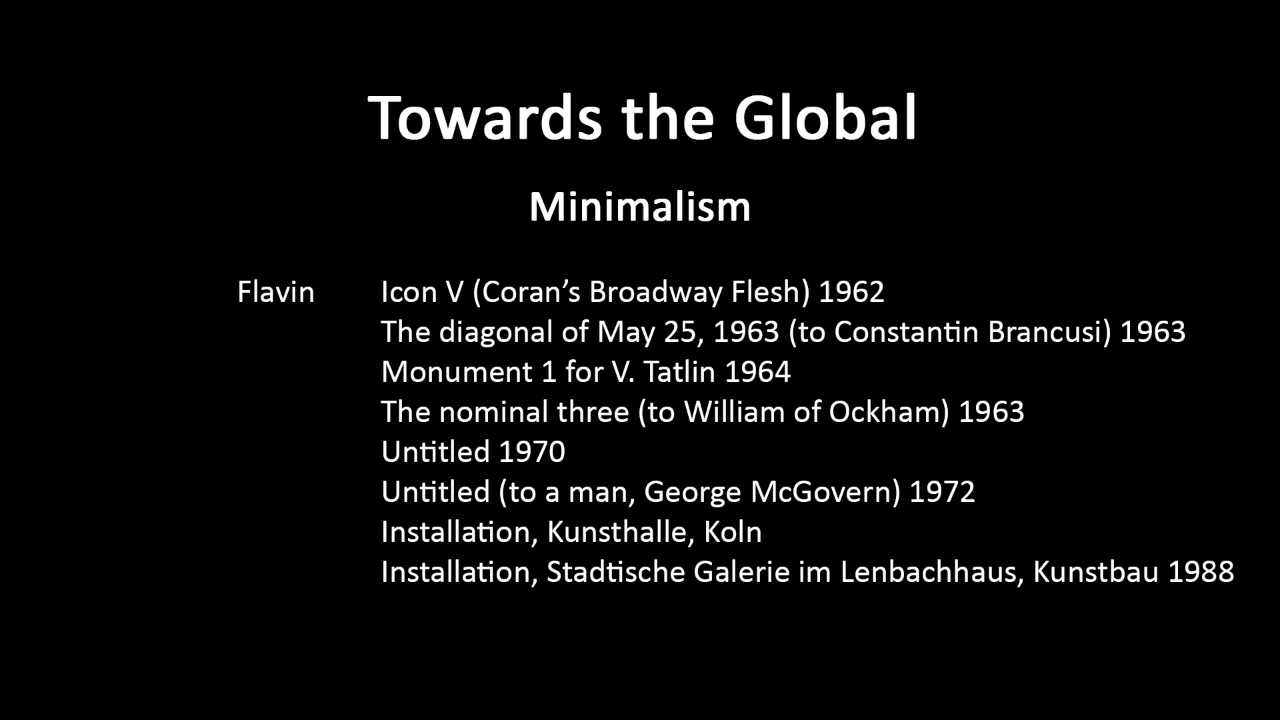 Towards the Global
Minimalism
Flavin Icon V (Coran’s Broadway Flesh) 1962
The diagonal of May 25, 1963 (to Constantin Brancusi) 1963
Monument 1 for V. Tatlin 1964
The nominal three (to William of Ockham) 1963
Untitled 1970
Untitled (to a man, George McGovern) 1972
Installation, Kunsthalle, Koln
Installation, Stadtische Galerie im Lenbachhaus, Kunstbau 1988